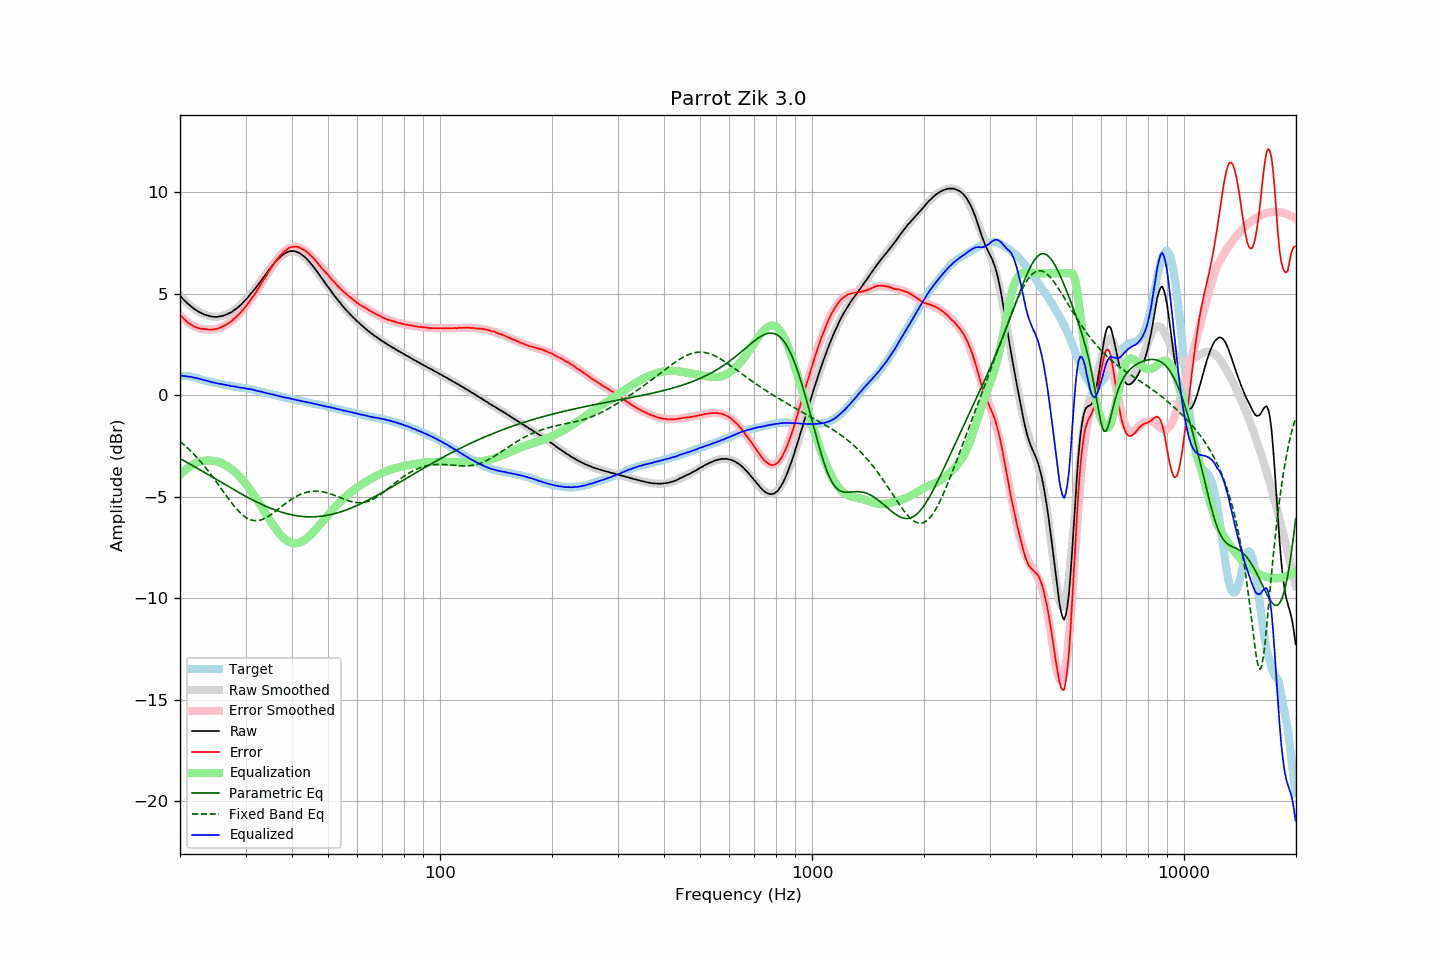 Parrot Zik 3.0
10
5
0
−5
−10
−15
−20
Amplitude (dBr)
Target
Raw Smoothed
Error Smoothed
Raw
Error
Equalization
Parametric Eq
Fixed Band Eq
Equalized
100 1000 10000
Frequency (Hz)